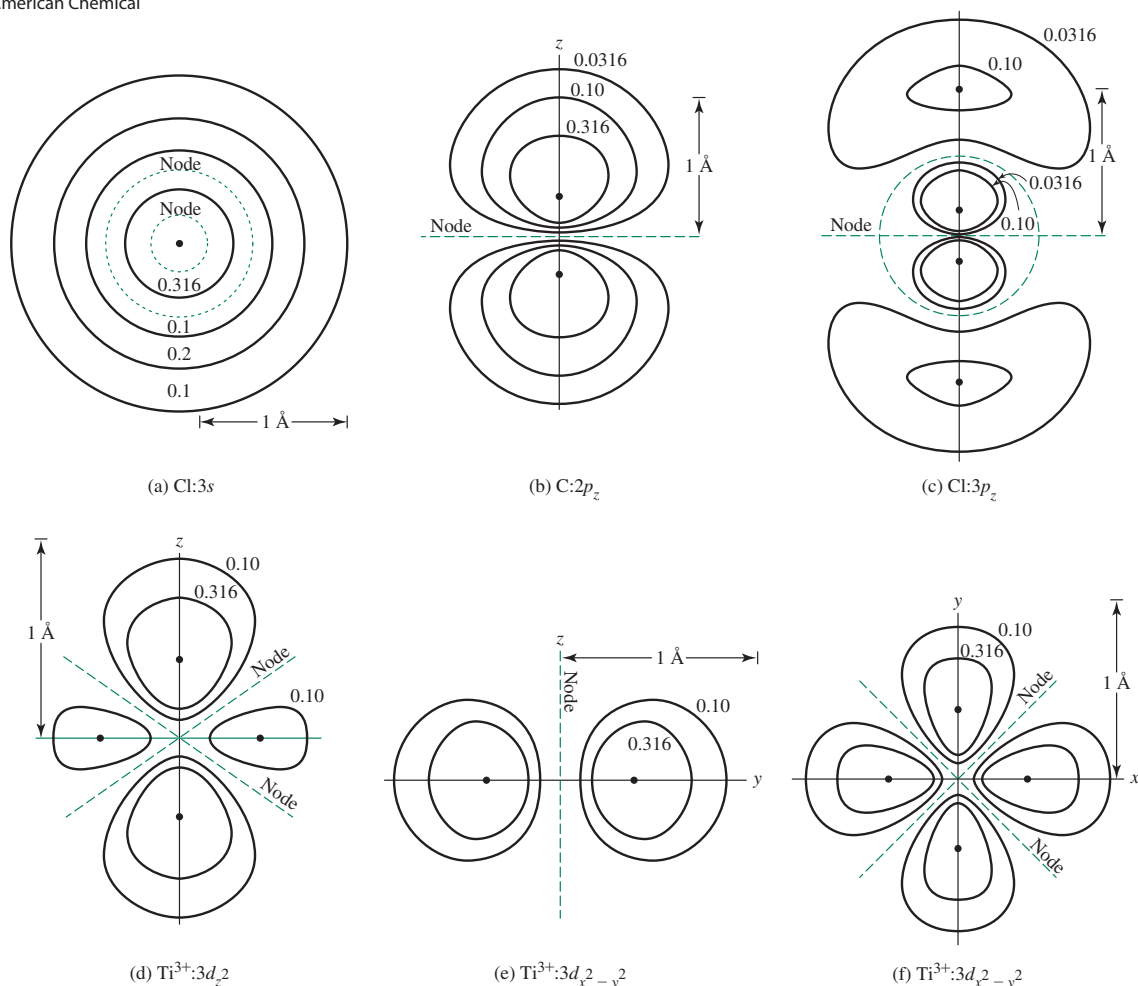 American Chemical
Node
Node
0.316
0.1
0.2
0.1
1 Å
(a) Cl:3s
z
0.0316
0.10
0.316
1 Å
Node
(b) C:2p_z
0.0316
0.10
1 Å
0.0316
0.10
Node
(c) Cl:3p_z
z
0.10
0.316
1 Å
Node
0.10
Node
(d) Ti³⁺:3d_z²
z
1 Å
Node
0.10
0.316
y
(e) Ti³⁺:3d_x² – y²
y
0.10
0.316
Node
1 Å
x
Node
(f) Ti³⁺:3d_x² – y²